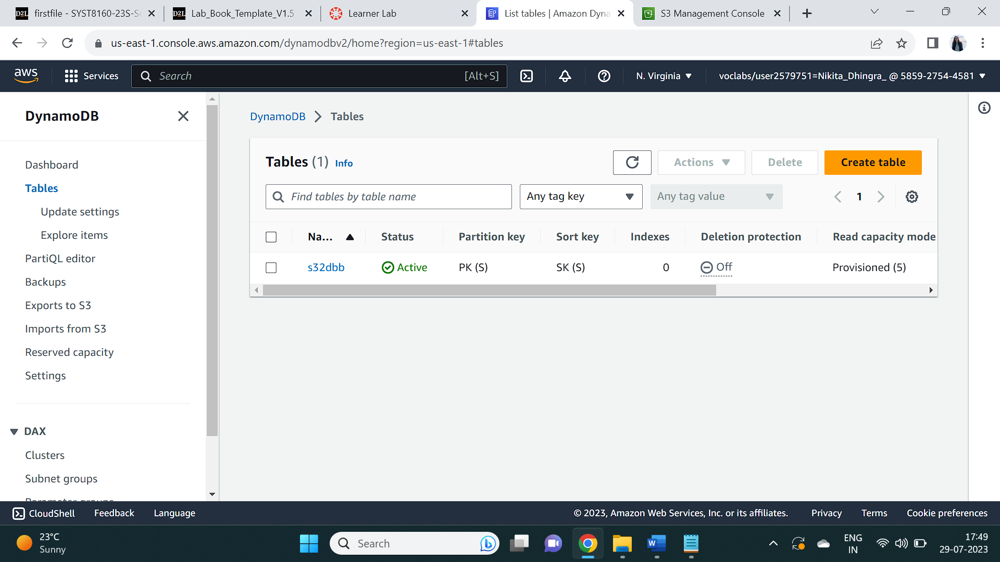 firstfile - SYST8160-23S-Se
Lab_Book_Template_V1.5 -
Learner Lab
List tables | Amazon Dyna
S3 Management Console
us-east-1.console.aws.amazon.com/dynamodbv2/home?region=us-east-1#tables
aws
Services
Search
[Alt+S]
N. Virginia
voclabs/user2579751=Nikita_Dhingra_ @ 5859-2754-4581
DynamoDB
Dashboard
Tables
Update settings
Explore items
PartiQL editor
Backups
Exports to S3
Imports from S3
Reserved capacity
Settings
DAX
Clusters
Subnet groups
Parameter groups
DynamoDB > Tables
Tables (1) Info
Actions
Delete
Create table
Find tables by table name
Any tag key
Any tag value
1
Na... Status Partition key Sort key Indexes Deletion protection Read capacity mode
s32dbb Active PK (S) SK (S) 0 Off Provisioned (5)
CloudShell Feedback Language
© 2023, Amazon Web Services, Inc. or its affiliates. Privacy Terms Cookie preferences
23°C
Sunny
Search
ENG
IN
17:49
29-07-2023